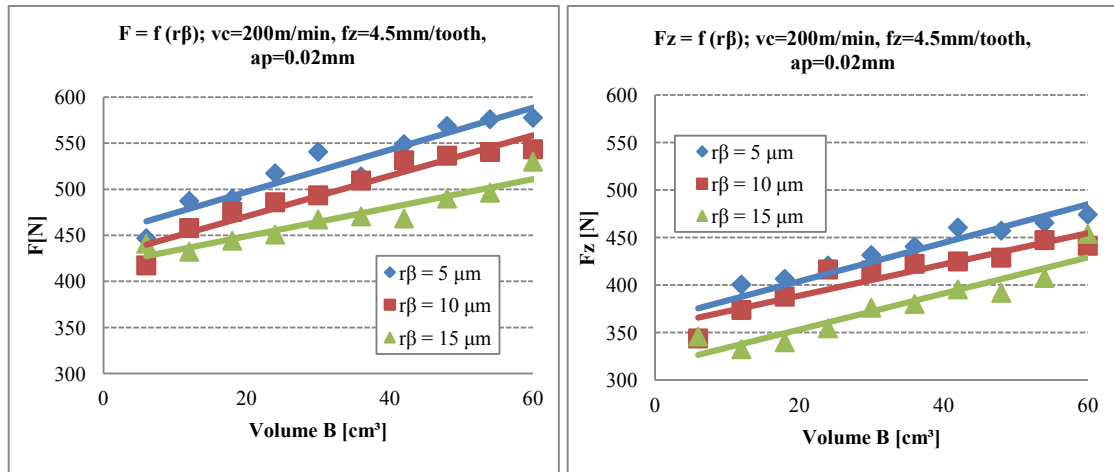 F = f (rβ); vc=200m/min, fz=4.5mm/tooth,
ap=0.02mm
600
550
500
450
400
350
300
F[N]
rβ = 5 μm
rβ = 10 μm
rβ = 15 μm
0
20
40
60
Volume B [cm³]
Fz = f (rβ); vc=200m/min, fz=4.5mm/tooth,
ap=0.02mm
600
550
500
450
400
350
300
Fz [N]
rβ = 5 μm
rβ = 10 μm
rβ = 15 μm
0
20
40
60
Volume B [cm³]